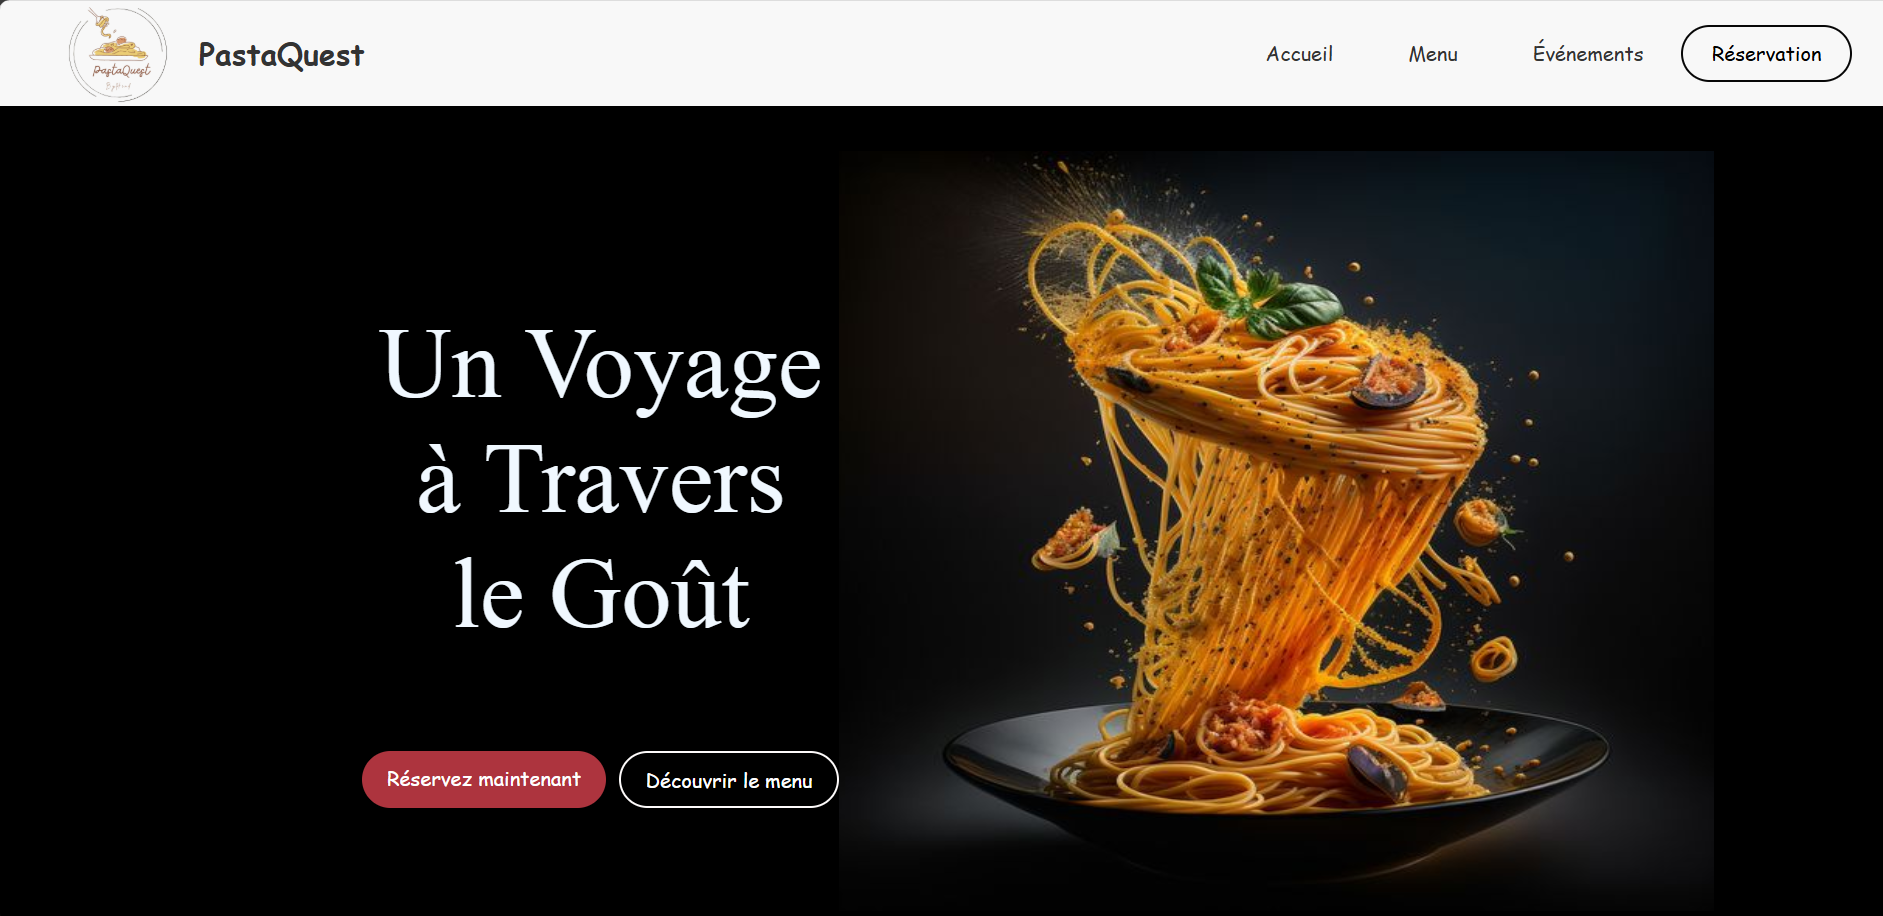 PastaQuest
PastaQuest
Accueil
Menu
Événements
Réservation
Un Voyage
à Travers
le Goût
Réservez maintenant
Découvrir le menu